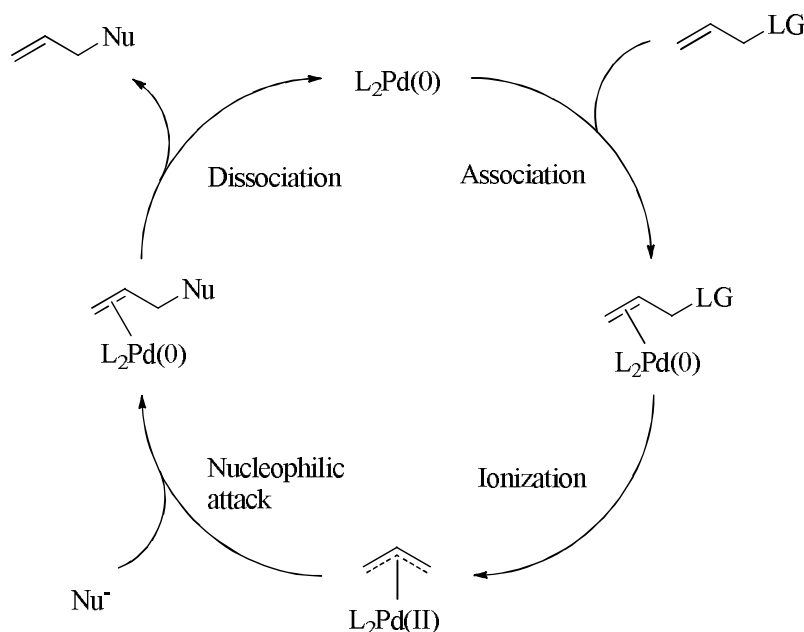 Nu
LG
L₂Pd(0)
Dissociation
Association
Nu
LG
L₂Pd(0)
L₂Pd(0)
Nucleophilic
attack
Ionization
Nu⁻
L₂Pd(II)